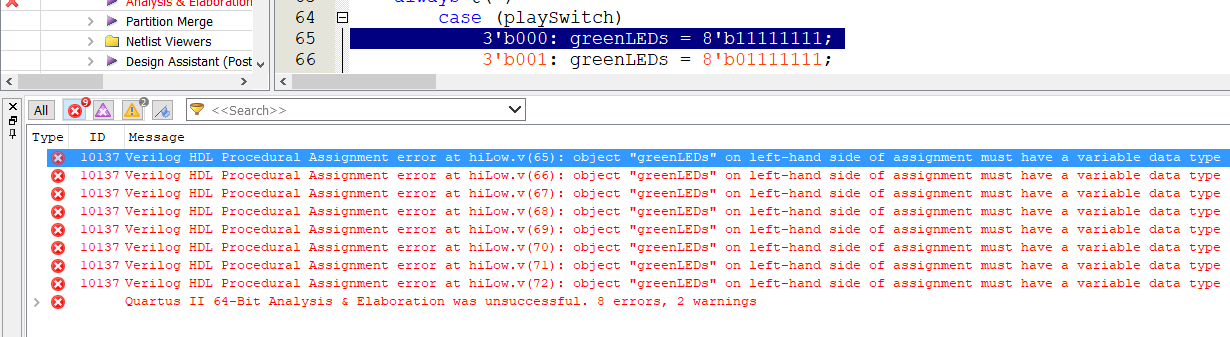 Analysis & Elaboration
Partition Merge
Netlist Viewers
Design Assistant (Post
64 case (playSwitch)
65 3'b000: greenLEDs = 8'b11111111;
66 3'b001: greenLEDs = 8'b01111111;
All 9 2 <<Search>>
Type ID Message
10137 Verilog HDL Procedural Assignment error at hiLow.v(65): object "greenLEDs" on left-hand side of assignment must have a variable data type
10137 Verilog HDL Procedural Assignment error at hiLow.v(66): object "greenLEDs" on left-hand side of assignment must have a variable data type
10137 Verilog HDL Procedural Assignment error at hiLow.v(67): object "greenLEDs" on left-hand side of assignment must have a variable data type
10137 Verilog HDL Procedural Assignment error at hiLow.v(68): object "greenLEDs" on left-hand side of assignment must have a variable data type
10137 Verilog HDL Procedural Assignment error at hiLow.v(69): object "greenLEDs" on left-hand side of assignment must have a variable data type
10137 Verilog HDL Procedural Assignment error at hiLow.v(70): object "greenLEDs" on left-hand side of assignment must have a variable data type
10137 Verilog HDL Procedural Assignment error at hiLow.v(71): object "greenLEDs" on left-hand side of assignment must have a variable data type
10137 Verilog HDL Procedural Assignment error at hiLow.v(72): object "greenLEDs" on left-hand side of assignment must have a variable data type
Quartus II 64-Bit Analysis & Elaboration was unsuccessful. 8 errors, 2 warnings